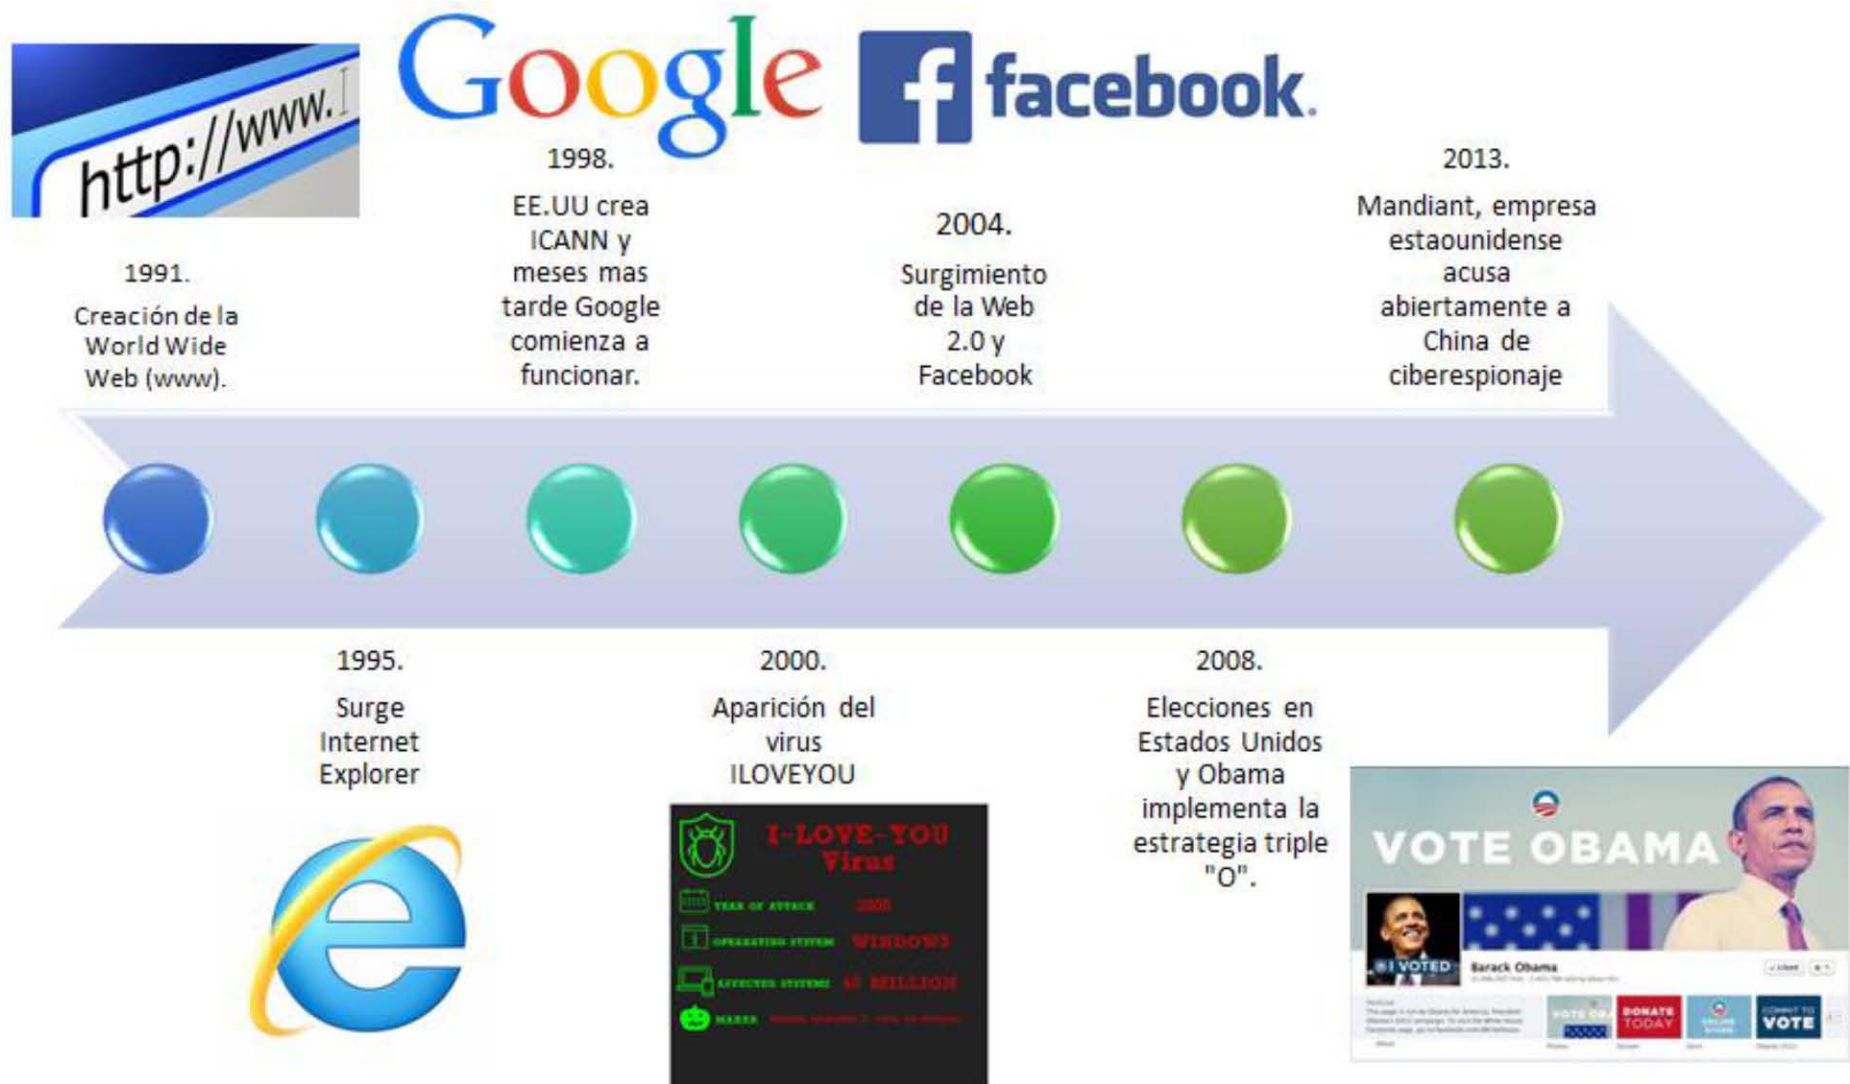 http://www.
Google
f facebook.
1991.
Creación de la
World Wide
Web (www).
1998.
EE.UU crea
ICANN y
meses mas
tarde Google
comienza a
funcionar.
2004.
Surgimiento
de la Web
2.0 y
Facebook
2013.
Mandiant, empresa
estaounidense
acusa
abiertamente a
China de
ciberespionaje
1995.
Surge
Internet
Explorer
2000.
Aparición del
virus
ILOVEYOU
I-LOVE-YOU
Virus
YEAR OF ATTACK 2000
OPERATING SYSTEM WINDOWS
AFFECTED SYSTEMS MILLION
MAKER
2008.
Elecciones en
Estados Unidos
y Obama
implementa la
estrategia triple
"O".
VOTE OBAMA
I VOTED
Barack Obama
Liked
VOTE
DONATE
TODAY
COMMIT TO
VOTE